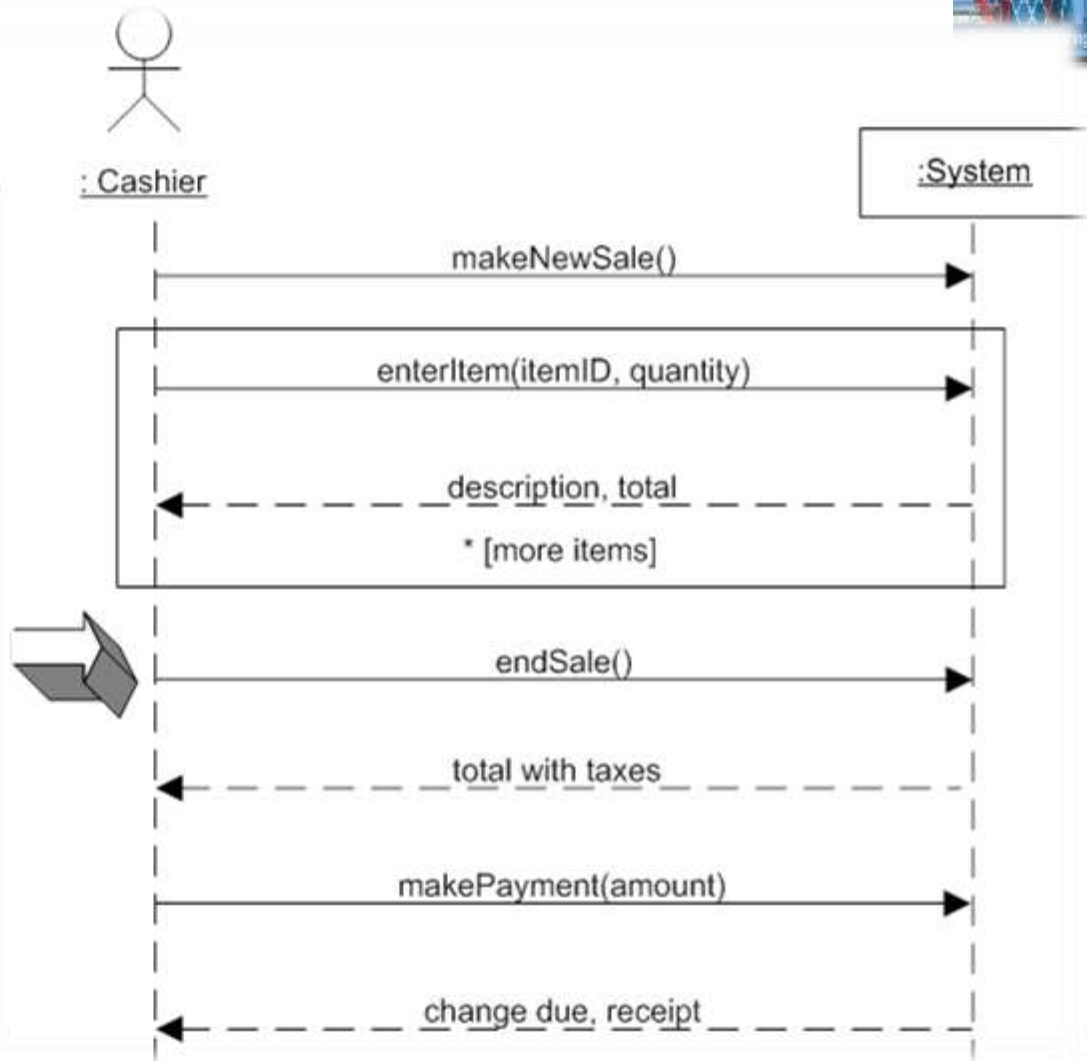 : Cashier
:System
makeNewSale()
enterItem(itemID, quantity)
description, total
* [more items]
endSale()
total with taxes
makePayment(amount)
change due, receipt